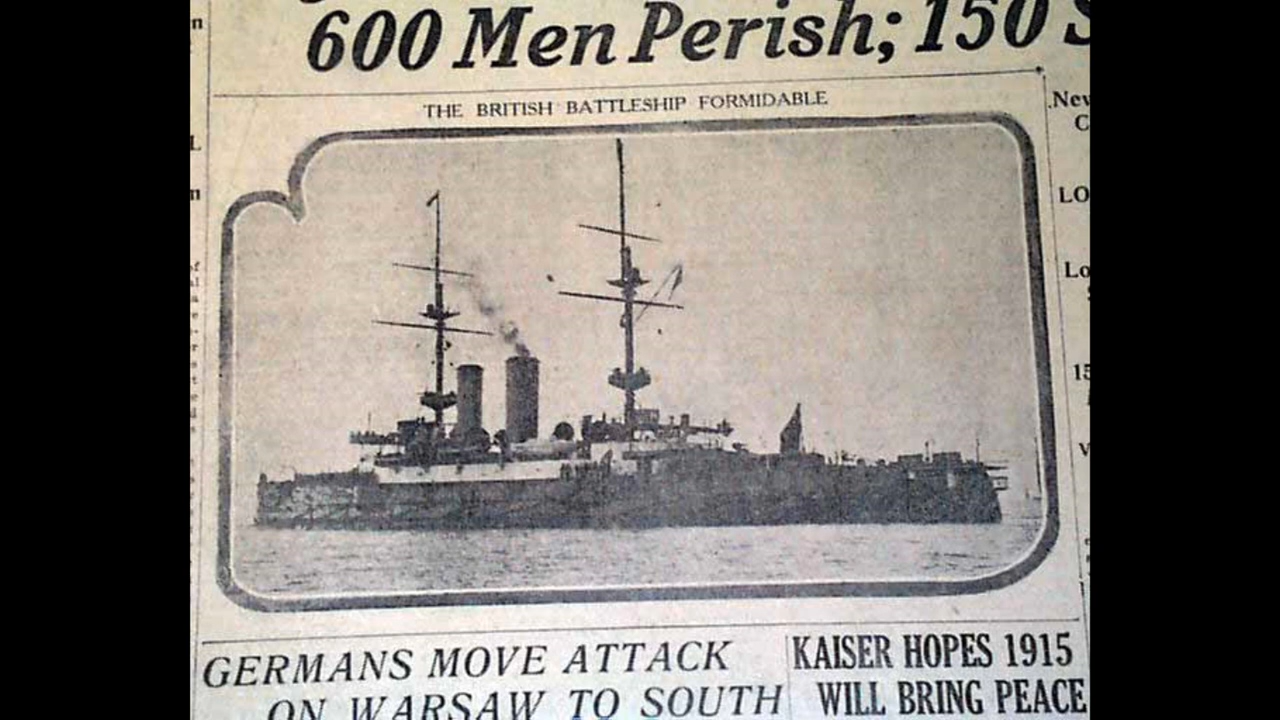 600 Men Perish; 150 S
THE BRITISH BATTLESHIP FORMIDABLE
GERMANS MOVE ATTACK
ON WARSAW TO SOUTH
KAISER HOPES 1915
WILL BRING PEACE